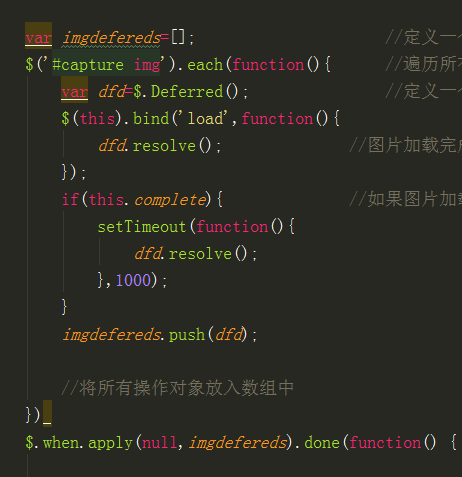 var imgdefereds=[]; //定义一个
$('#capture img').each(function(){ //遍历所有
var dfd=$.Deferred(); //定义一个
$(this).bind('load',function(){
dfd.resolve(); //图片加载完成
});
if(this.complete){ //如果图片加载
setTimeout(function(){
dfd.resolve();
},1000);
}
imgdefereds.push(dfd);
//将所有操作对象放入数组中
})
$.when.apply(null,imgdefereds).done(function() {